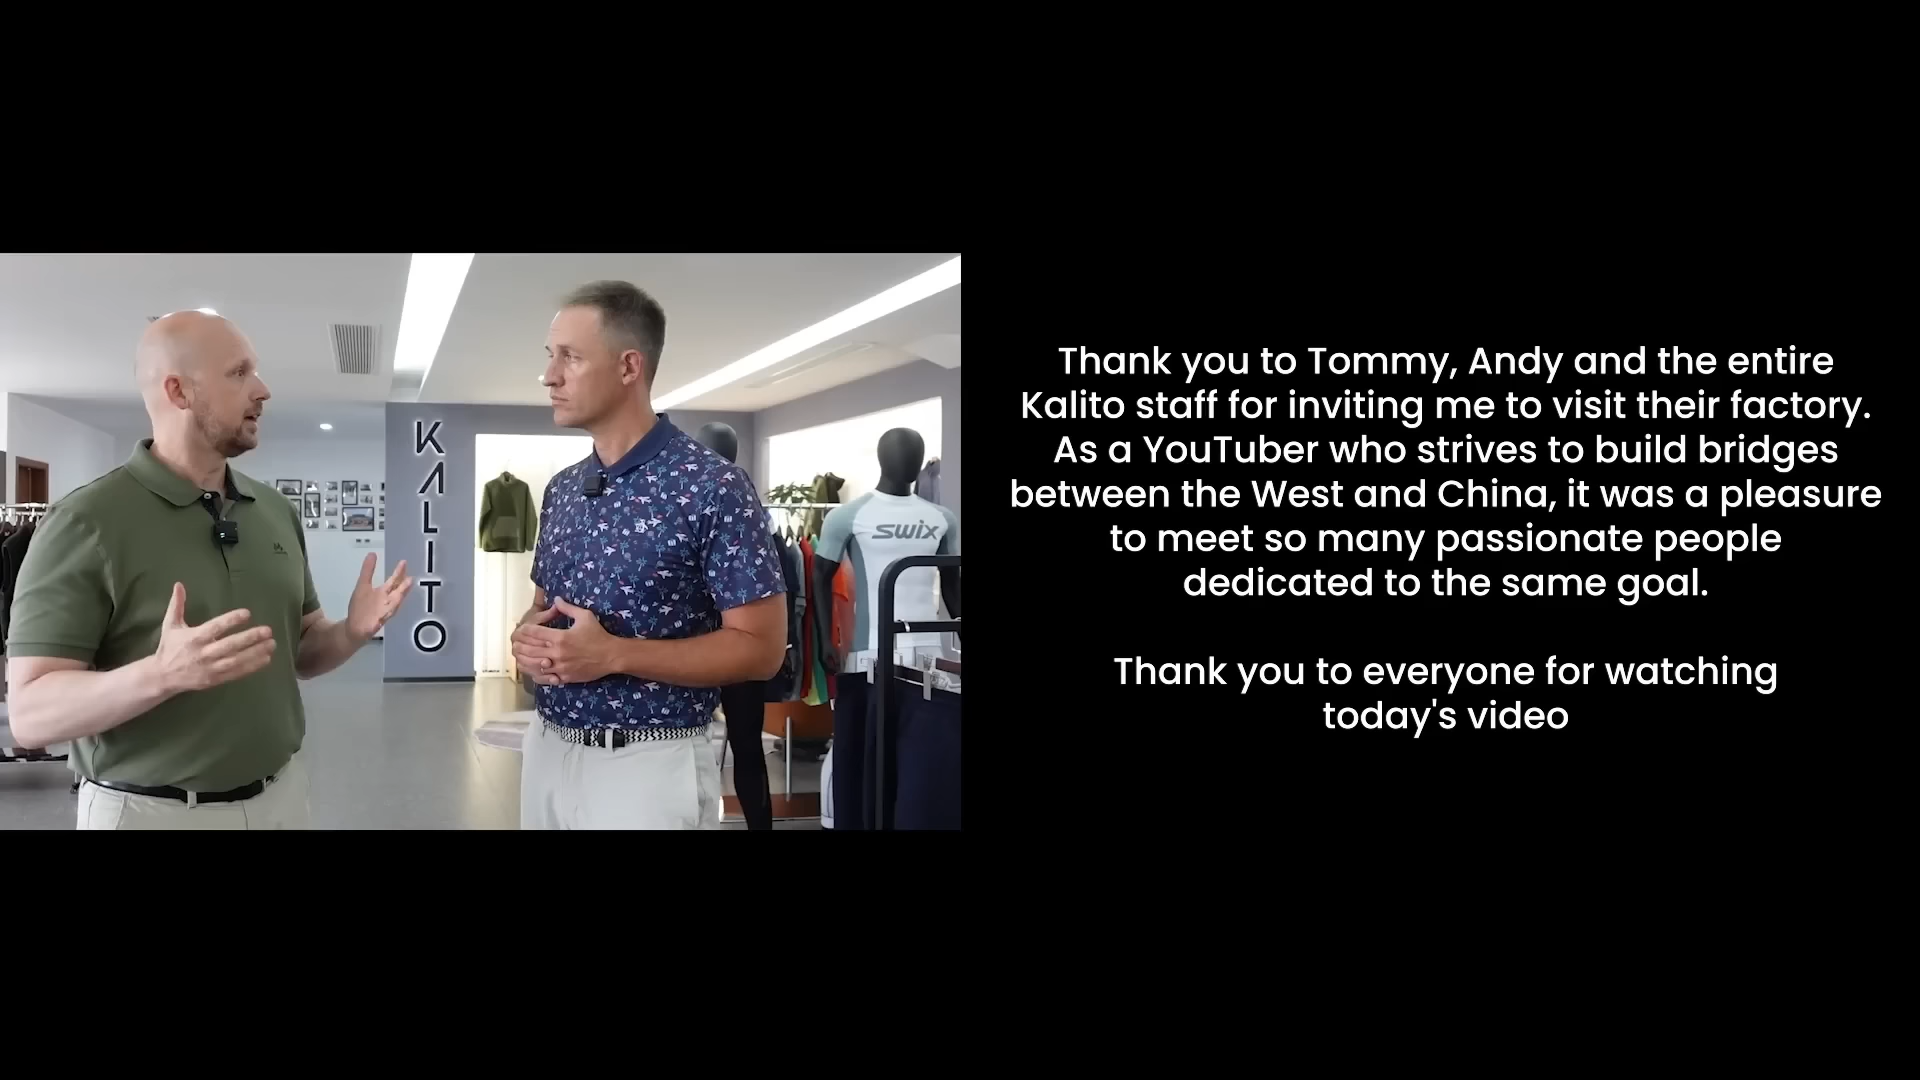 KALITO
swix
Thank you to Tommy, Andy and the entire
Kalito staff for inviting me to visit their factory.
As a YouTuber who strives to build bridges
between the West and China, it was a pleasure
to meet so many passionate people
dedicated to the same goal.
Thank you to everyone for watching
today's video